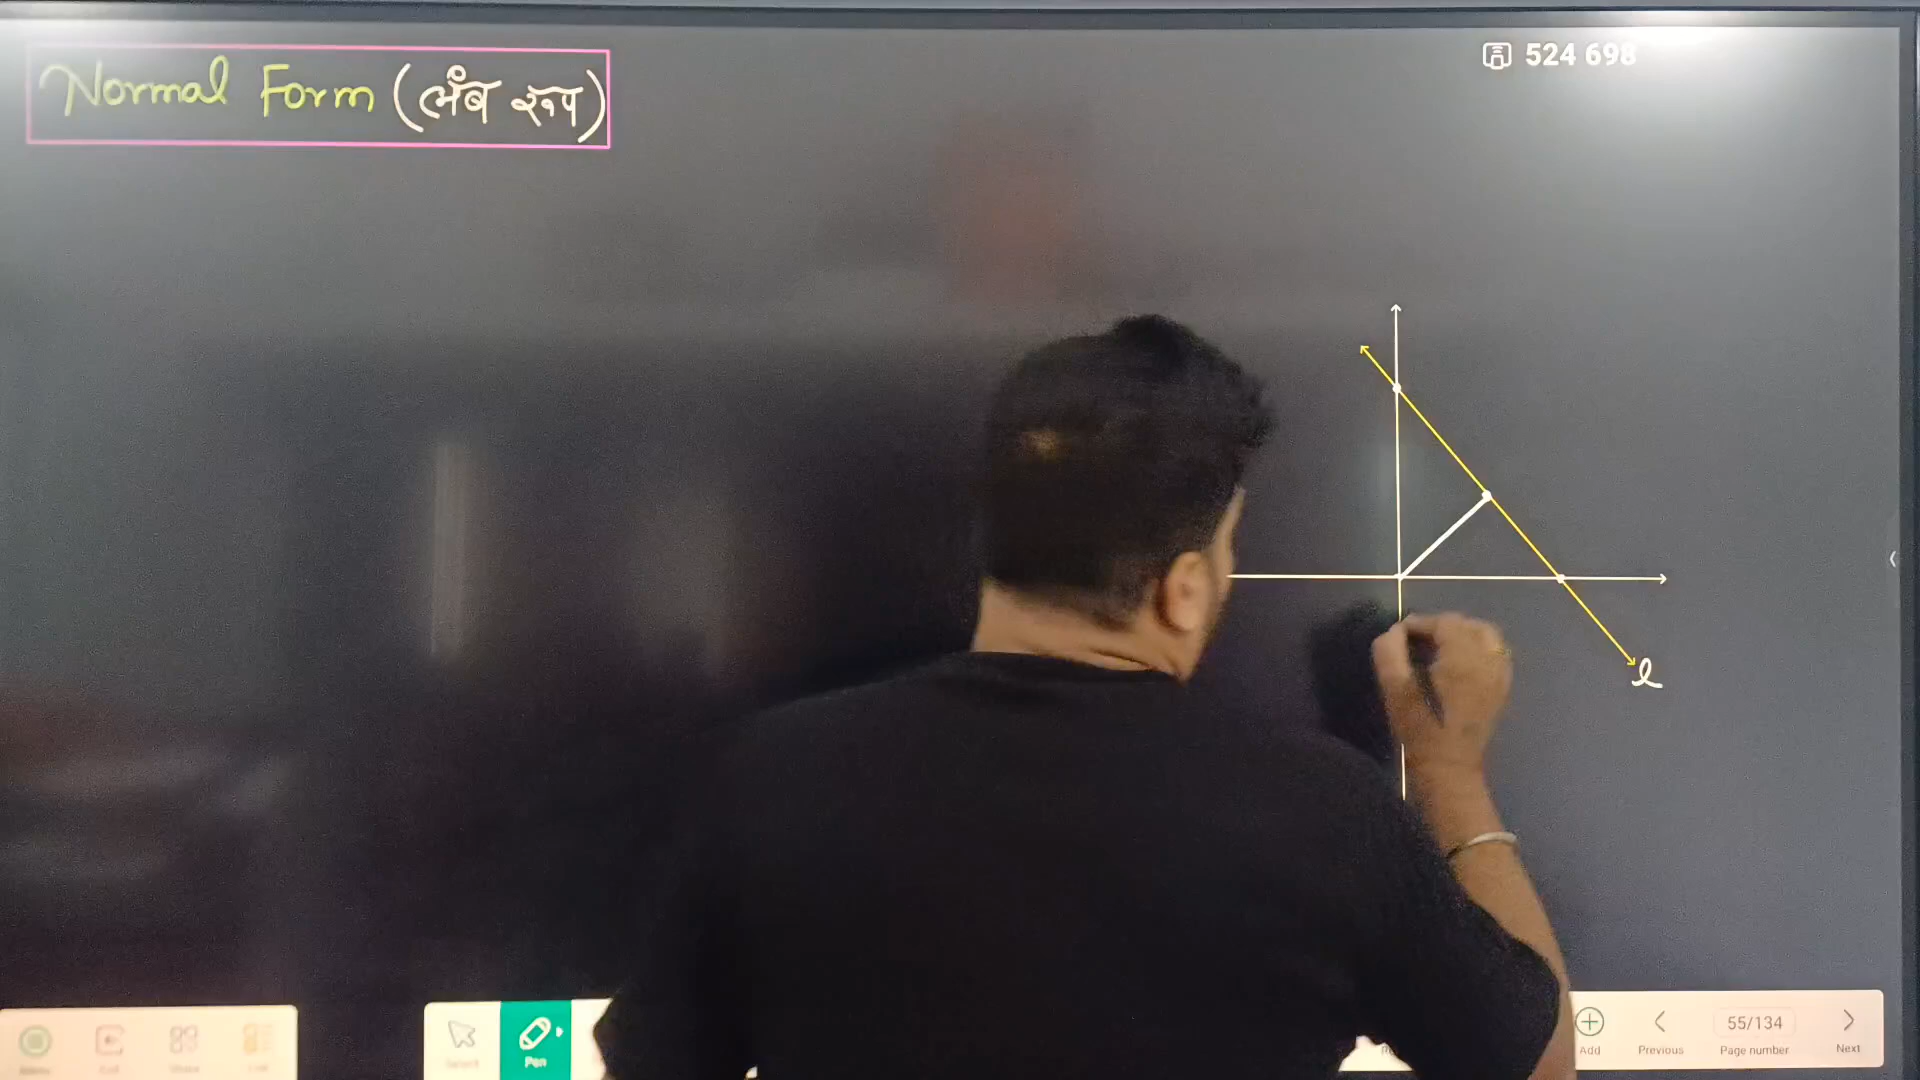 524 698
Normal Form (लंब रूप)
l
Pen
Add
Previous
55/134
Page number
Next